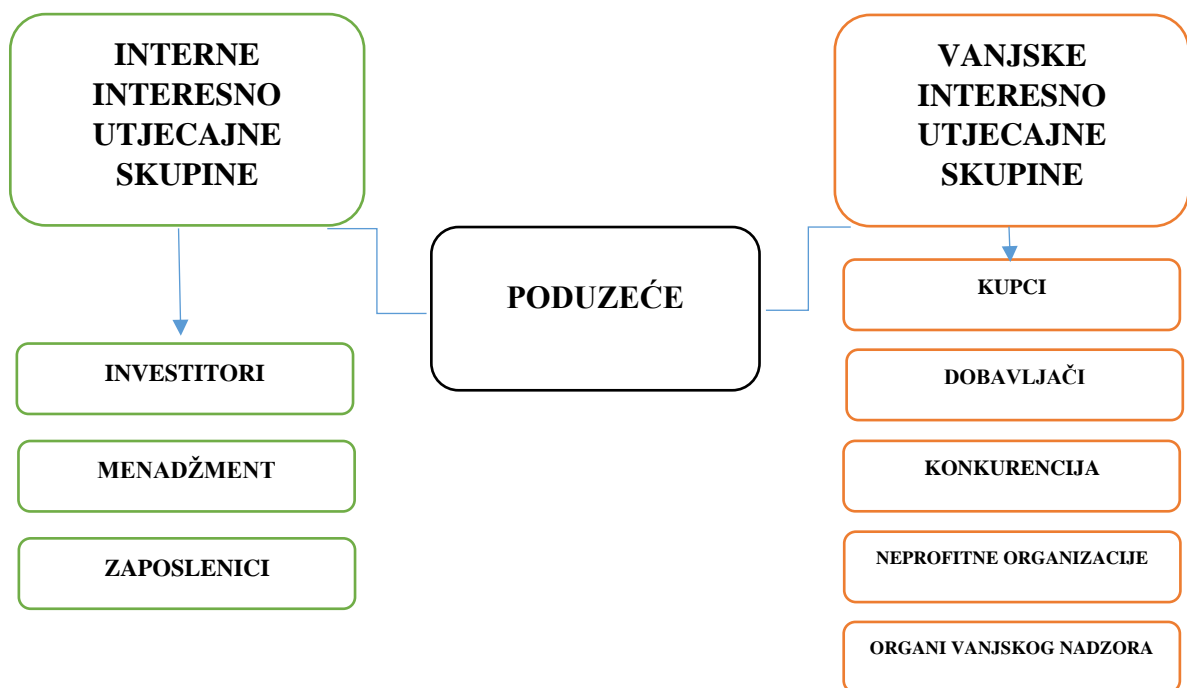 INTERNE
INTERESNO
UTJECAJNE
SKUPINE
INVESTITORI
MENADŽMENT
ZAPOSLENICI
PODUZEĆE
VANJSKE
INTERESNO
UTJECAJNE
SKUPINE
KUPCI
DOBAVLJAČI
KONKURENCIJA
NEPROFITNE ORGANIZACIJE
ORGANI VANJSKOG NADZORA